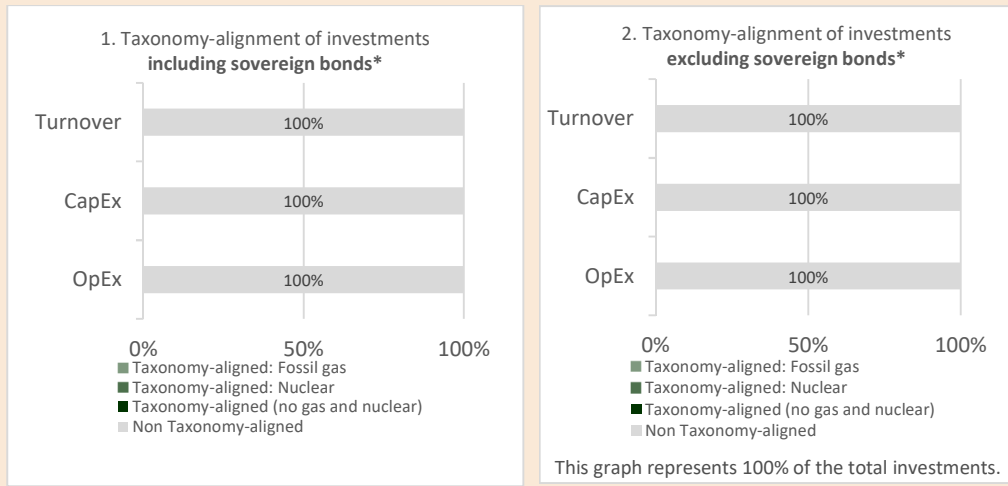 1. Taxonomy-alignment of investments
including sovereign bonds*
Turnover
100%
CapEx
100%
OpEx
100%
0%
50%
100%
Taxonomy-aligned: Fossil gas
Taxonomy-aligned: Nuclear
Taxonomy-aligned (no gas and nuclear)
Non Taxonomy-aligned
2. Taxonomy-alignment of investments
excluding sovereign bonds*
Turnover
100%
CapEx
100%
OpEx
100%
0%
50%
100%
Taxonomy-aligned: Fossil gas
Taxonomy-aligned: Nuclear
Taxonomy-aligned (no gas and nuclear)
Non Taxonomy-aligned
This graph represents 100% of the total investments.